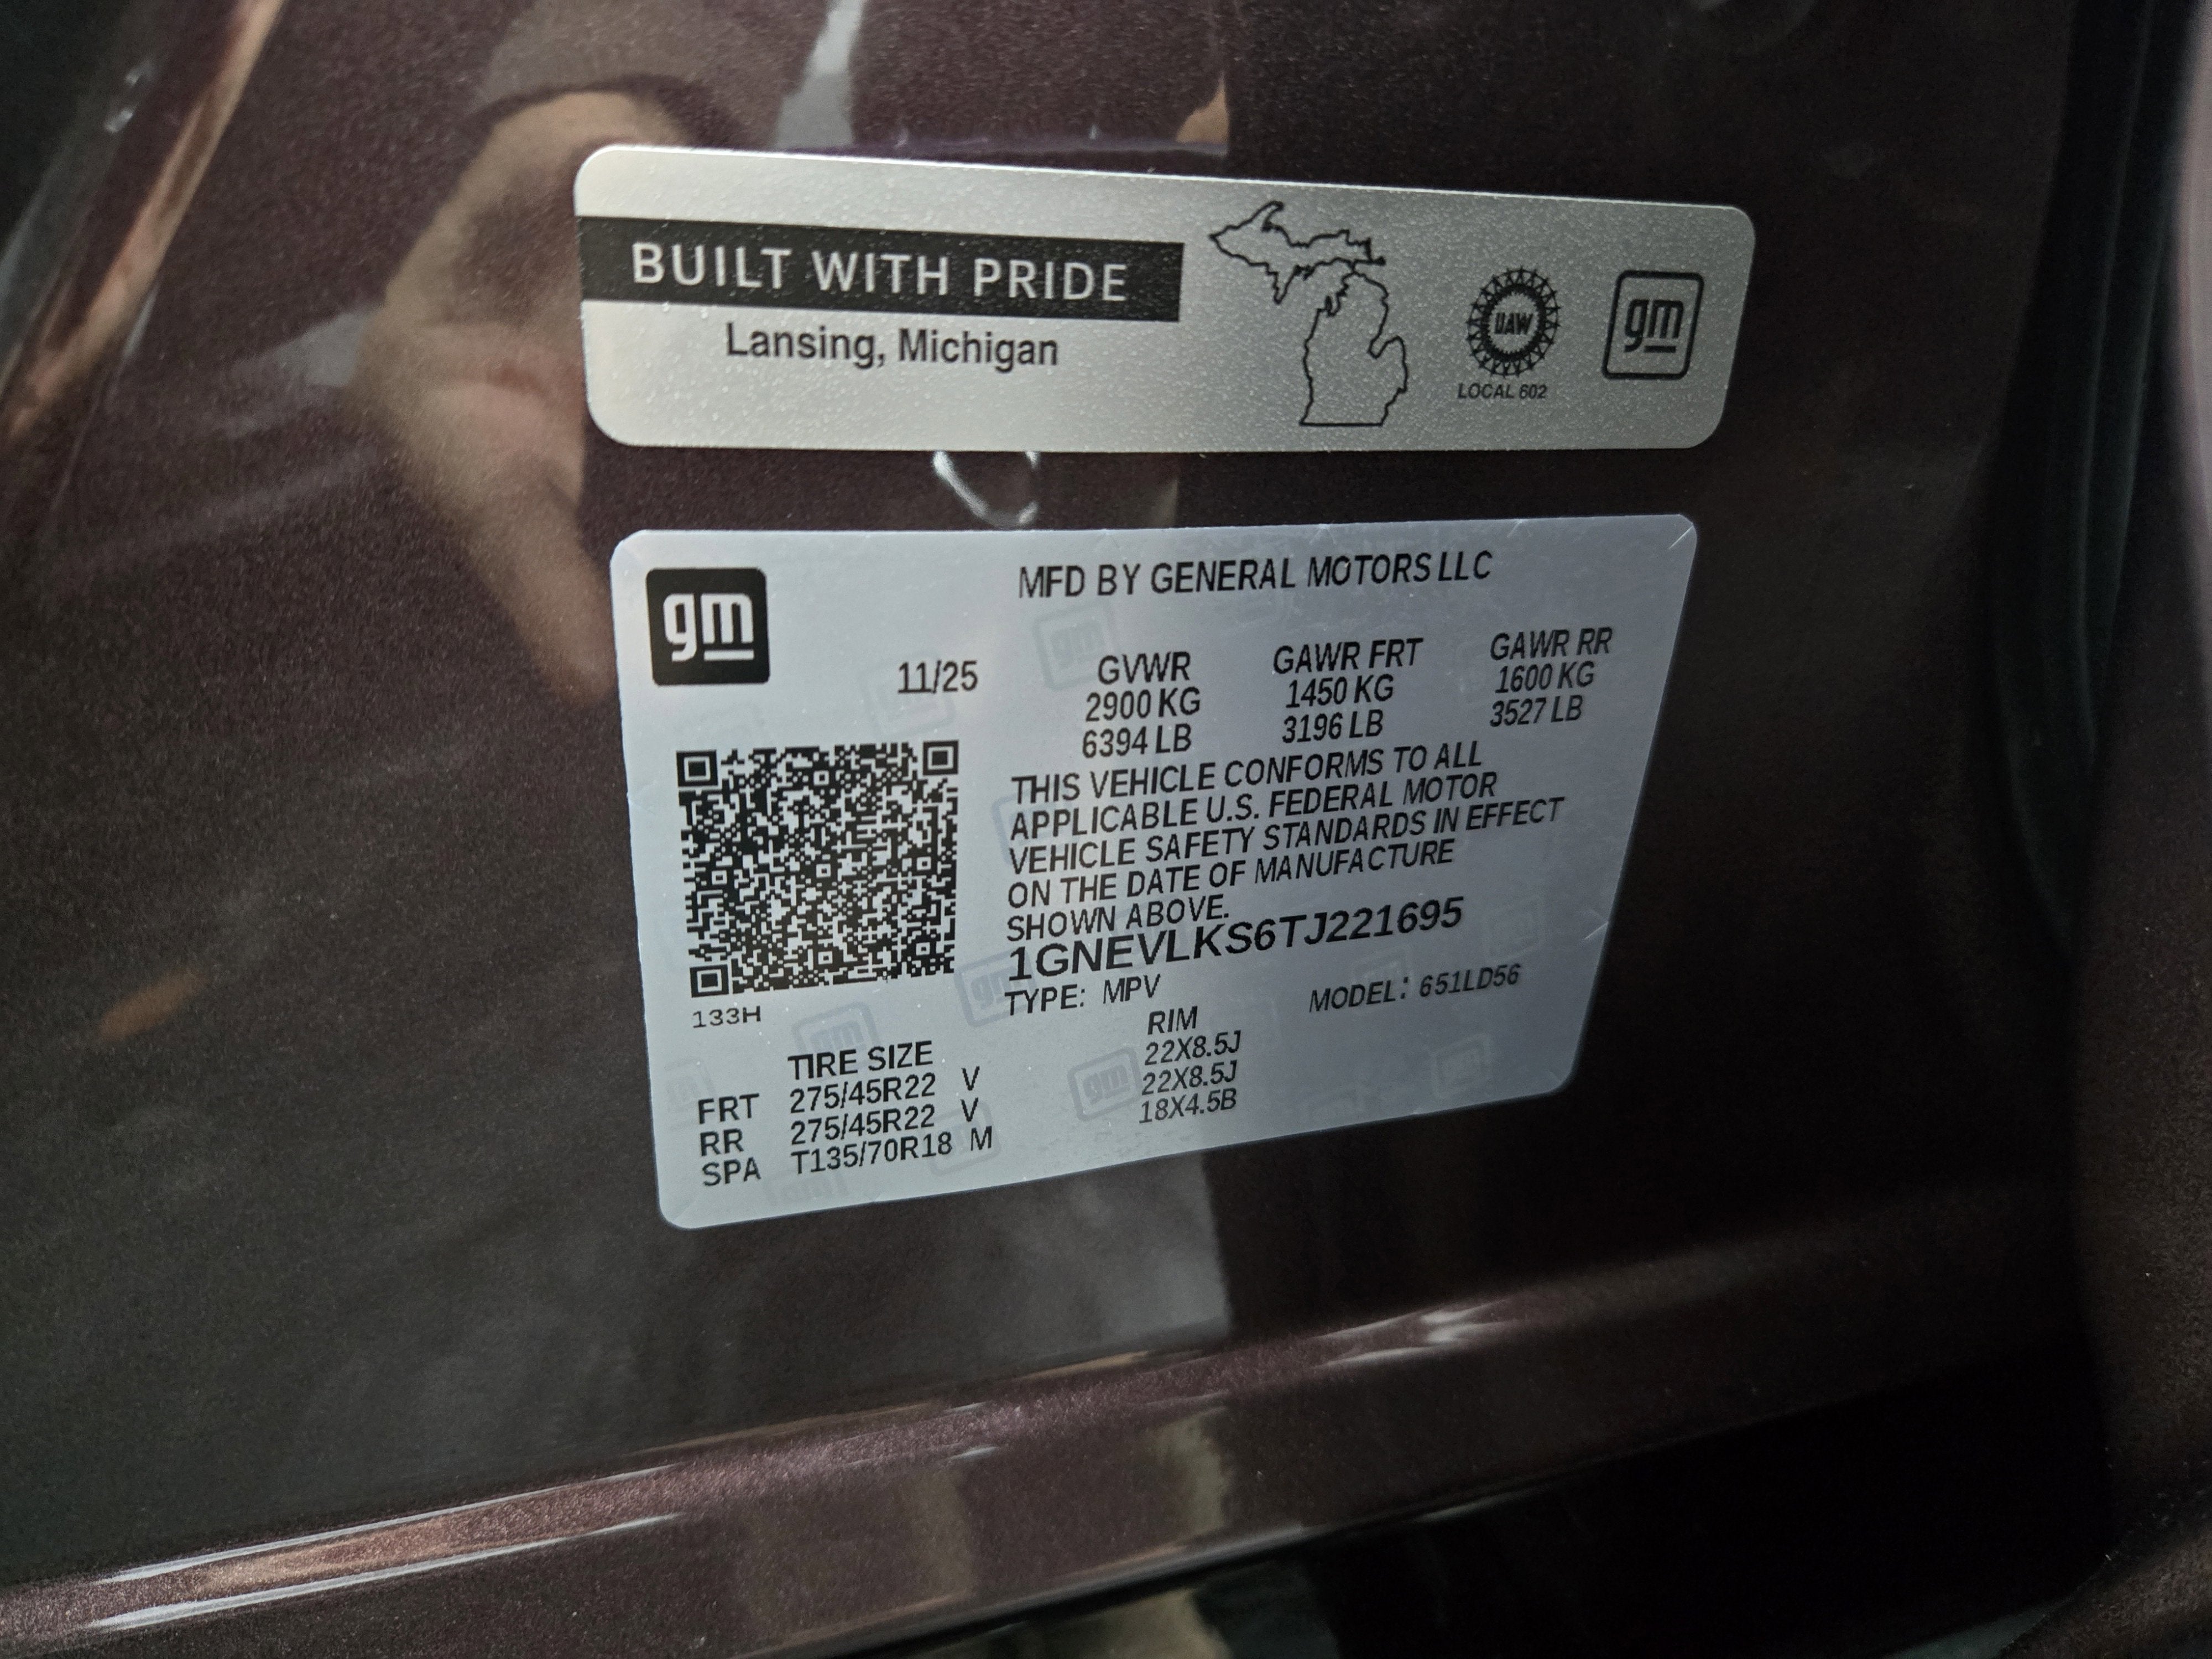 BUILT WITH PRIDE
Lansing, Michigan
UAW
LOCAL 602
gm
gm
MFD BY GENERAL MOTORS LLC
11/25
GVWR GAWR FRT GAWR RR
2900 KG 1450 KG 1600 KG
6394 LB 3196 LB 3527 LB
THIS VEHICLE CONFORMS TO ALL
APPLICABLE U.S. FEDERAL MOTOR
VEHICLE SAFETY STANDARDS IN EFFECT
ON THE DATE OF MANUFACTURE
SHOWN ABOVE.
1GNEVLKS6TJ221695
TYPE: MPV MODEL: 651LD56
133H
TIRE SIZE RIM
FRT 275/45R22 V 22X8.5J
RR 275/45R22 V 22X8.5J
SPA T135/70R18 M 18X4.5B